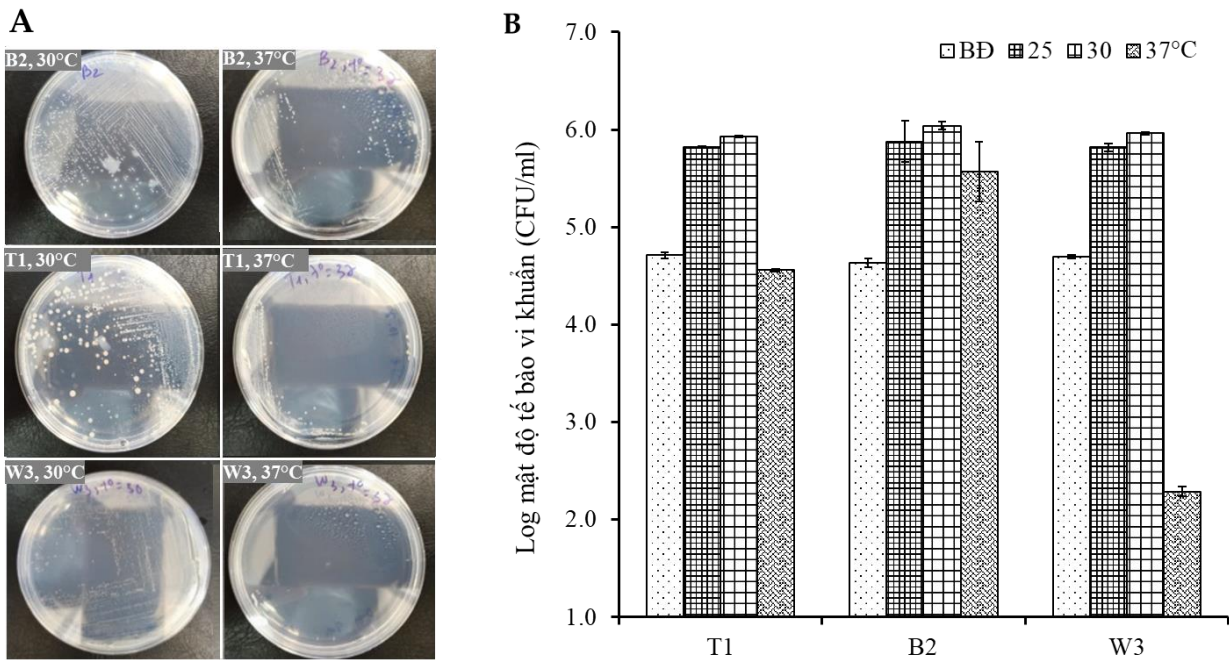 A
B2, 30°C
B2
B2, 37°C
T1, 30°C
T1
T1, 37°C
W3, 30°C
W3, 37°C
B
BĐ 25 30 37°C
Log mật độ tế bào vi khuẩn (CFU/ml)
7.0
6.0
5.0
4.0
3.0
2.0
1.0
T1 B2 W3